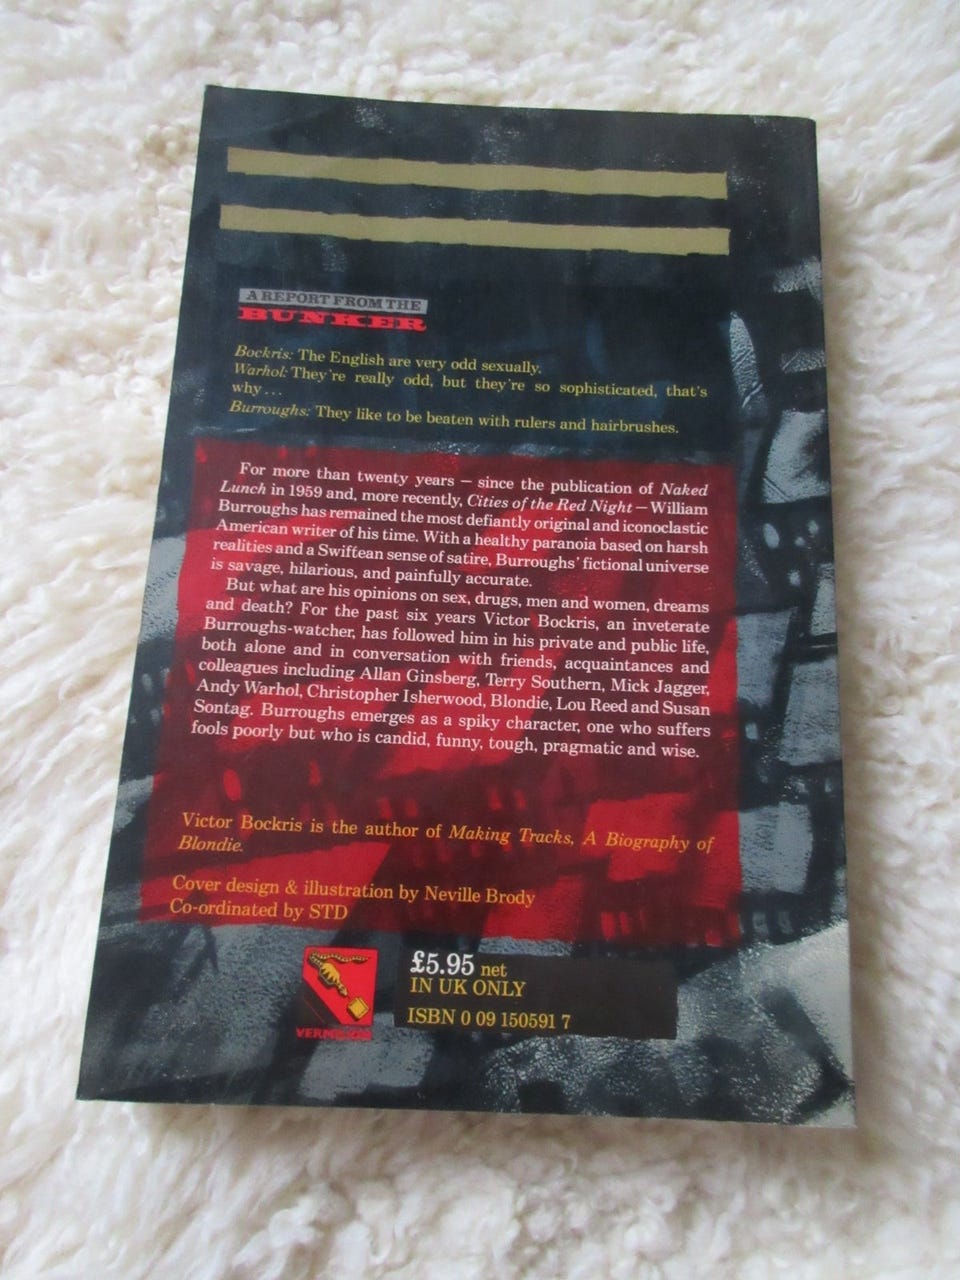 A REPORT FROM THE
BUNKER
Bockris: The English are very odd sexually.
Warhol: They're really odd, but they're so sophisticated, that's
why...
Burroughs: They like to be beaten with rulers and hairbrushes.
For more than twenty years – since the publication of Naked
Lunch in 1959 and, more recently, Cities of the Red Night – William
Burroughs has remained the most defiantly original and iconoclastic
American writer of his time. With a healthy paranoia based on harsh
realities and a Swiftean sense of satire, Burroughs' fictional universe
is savage, hilarious, and painfully accurate.
But what are his opinions on sex, drugs, men and women, dreams
and death? For the past six years Victor Bockris, an inveterate
Burroughs-watcher, has followed him in his private and public life,
both alone and in conversation with friends, acquaintances and
colleagues including Allan Ginsberg, Terry Southern, Mick Jagger,
Andy Warhol, Christopher Isherwood, Blondie, Lou Reed and Susan
Sontag. Burroughs emerges as a spiky character, one who suffers
fools poorly but who is candid, funny, tough, pragmatic and wise.
Victor Bockris is the author of Making Tracks, A Biography of
Blondie.
Cover design & illustration by Neville Brody
Co-ordinated by STD
£5.95 net
IN UK ONLY
ISBN 0 09 150591 7